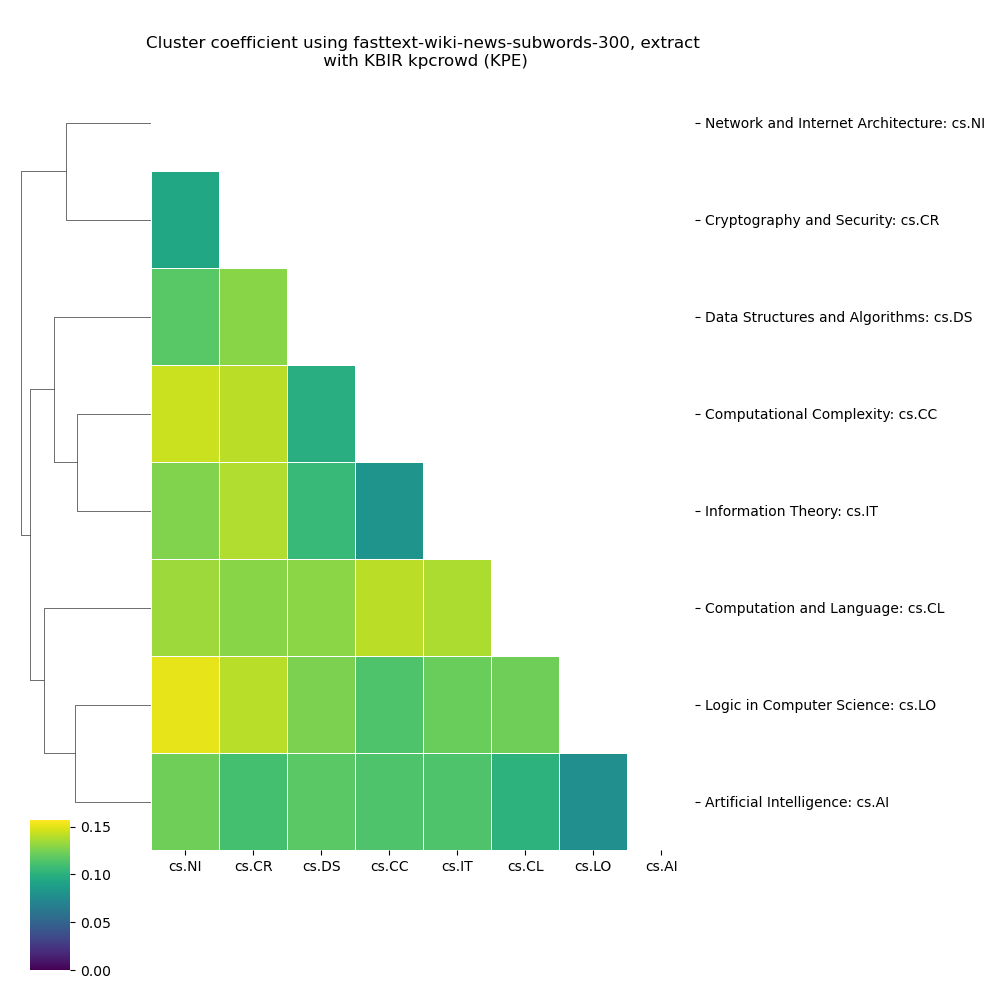 Cluster coefficient using fasttext-wiki-news-subwords-300, extract
with KBIR kpcrowd (KPE)
Network and Internet Architecture: cs.NI
Cryptography and Security: cs.CR
Data Structures and Algorithms: cs.DS
Computational Complexity: cs.CC
Information Theory: cs.IT
Computation and Language: cs.CL
Logic in Computer Science: cs.LO
Artificial Intelligence: cs.AI
cs.NI cs.CR cs.DS cs.CC cs.IT cs.CL cs.LO cs.AI
0.15
0.10
0.05
0.00